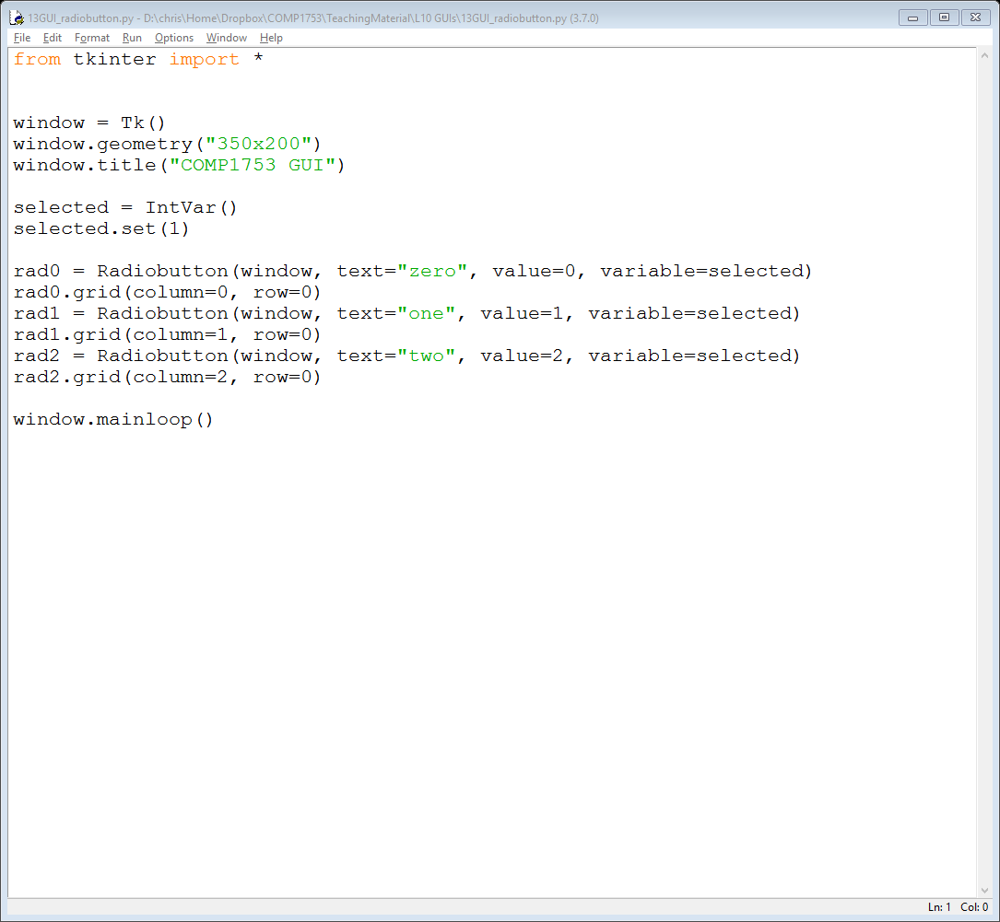 13GUI_radiobutton.py - D:\chris\Home\Dropbox\COMP1753\TeachingMaterial\L10 GUIs\13GUI_radiobutton.py (3.7.0)
File Edit Format Run Options Window Help
from tkinter import *
window = Tk()
window.geometry("350x200")
window.title("COMP1753 GUI")
selected = IntVar()
selected.set(1)
rad0 = Radiobutton(window, text="zero", value=0, variable=selected)
rad0.grid(column=0, row=0)
rad1 = Radiobutton(window, text="one", value=1, variable=selected)
rad1.grid(column=1, row=0)
rad2 = Radiobutton(window, text="two", value=2, variable=selected)
rad2.grid(column=2, row=0)
window.mainloop()
Ln: 1 Col: 0